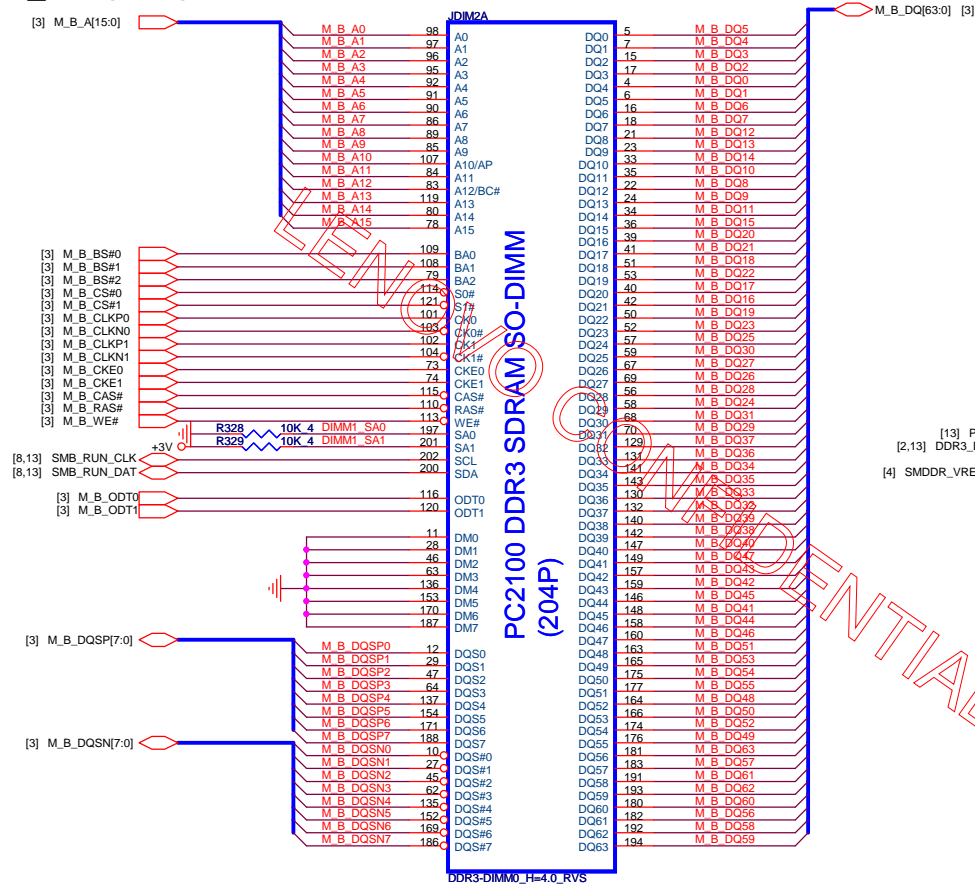 [3] M_B_A[15:0]
JDIM2A
M_B_DQ[63:0] [3]
M_B_A0 98 A0
M_B_A1 97 A1
M_B_A2 96 A2
M_B_A3 95 A3
M_B_A4 92 A4
M_B_A5 91 A5
M_B_A6 90 A6
M_B_A7 86 A7
M_B_A8 89 A8
M_B_A9 85 A9
M_B_A10 107 A10/AP
M_B_A11 84 A11
M_B_A12 83 A12/BC#
M_B_A13 119 A13
M_B_A14 80 A14
M_B_A15 78 A15
[3] M_B_BS#0 109 BA0
[3] M_B_BS#1 108 BA1
[3] M_B_BS#2 79 BA2
[3] M_B_CS#0 114 S0#
[3] M_B_CS#1 121 S1#
[3] M_B_CLKP0 101 CK0
[3] M_B_CLKN0 103 CK0#
[3] M_B_CLKP1 102 CK1
[3] M_B_CLKN1 104 CK1#
[3] M_B_CKE0 73 CKE0
[3] M_B_CKE1 74 CKE1
[3] M_B_CAS# 115 CAS#
[3] M_B_RAS# 110 RAS#
[3] M_B_WE# 113 WE#
R328 10K_4 DIMM1_SA0 197 SA0
+3V R329 10K_4 DIMM1_SA1 201 SA1
[8,13] SMB_RUN_CLK 202 SCL
[8,13] SMB_RUN_DAT 200 SDA
[3] M_B_ODT0 116 ODT0
[3] M_B_ODT1 120 ODT1
11 DM0
28 DM1
46 DM2
63 DM3
136 DM4
153 DM5
170 DM6
187 DM7
[3] M_B_DQSP[7:0]
M_B_DQSP0 12 DQS0
M_B_DQSP1 29 DQS1
M_B_DQSP2 47 DQS2
M_B_DQSP3 64 DQS3
M_B_DQSP4 137 DQS4
M_B_DQSP5 154 DQS5
M_B_DQSP6 171 DQS6
M_B_DQSP7 188 DQS7
[3] M_B_DQSN[7:0]
M_B_DQSN0 10 DQS#0
M_B_DQSN1 27 DQS#1
M_B_DQSN2 45 DQS#2
M_B_DQSN3 62 DQS#3
M_B_DQSN4 135 DQS#4
M_B_DQSN5 152 DQS#5
M_B_DQSN6 169 DQS#6
M_B_DQSN7 186 DQS#7
PC2100 DDR3 SDRAM SO-DIMM
(204P)
DQ0 5 M_B_DQ5
DQ1 7 M_B_DQ4
DQ2 15 M_B_DQ3
DQ3 17 M_B_DQ2
DQ4 4 M_B_DQ0
DQ5 6 M_B_DQ1
DQ6 16 M_B_DQ6
DQ7 18 M_B_DQ7
DQ8 21 M_B_DQ12
DQ9 23 M_B_DQ13
DQ10 33 M_B_DQ14
DQ11 35 M_B_DQ10
DQ12 22 M_B_DQ8
DQ13 24 M_B_DQ9
DQ14 34 M_B_DQ11
DQ15 36 M_B_DQ15
DQ16 39 M_B_DQ20
DQ17 41 M_B_DQ21
DQ18 51 M_B_DQ18
DQ19 53 M_B_DQ22
DQ20 40 M_B_DQ17
DQ21 42 M_B_DQ16
DQ22 50 M_B_DQ19
DQ23 52 M_B_DQ23
DQ24 57 M_B_DQ25
DQ25 59 M_B_DQ30
DQ26 67 M_B_DQ27
DQ27 69 M_B_DQ26
DQ28 56 M_B_DQ28
DQ29 58 M_B_DQ24
DQ30 68 M_B_DQ31
DQ31 70 M_B_DQ29
DQ32 129 M_B_DQ37
DQ33 131 M_B_DQ36
DQ34 141 M_B_DQ34
DQ35 143 M_B_DQ35
DQ36 130 M_B_DQ33
DQ37 132 M_B_DQ32
DQ38 140 M_B_DQ39
DQ39 142 M_B_DQ38
DQ40 147 M_B_DQ40
DQ41 149 M_B_DQ47
DQ42 157 M_B_DQ43
DQ43 159 M_B_DQ42
DQ44 146 M_B_DQ45
DQ45 148 M_B_DQ41
DQ46 158 M_B_DQ44
DQ47 160 M_B_DQ46
DQ48 163 M_B_DQ51
DQ49 165 M_B_DQ53
DQ50 175 M_B_DQ54
DQ51 177 M_B_DQ55
DQ52 164 M_B_DQ48
DQ53 166 M_B_DQ50
DQ54 174 M_B_DQ52
DQ55 176 M_B_DQ49
DQ56 181 M_B_DQ63
DQ57 183 M_B_DQ57
DQ58 191 M_B_DQ61
DQ59 193 M_B_DQ62
DQ60 180 M_B_DQ60
DQ61 182 M_B_DQ56
DQ62 192 M_B_DQ58
DQ63 194 M_B_DQ59
DDR3-DIMM0_H=4.0_RVS
[13] P
[2,13] DDR3_
[4] SMDDR_VRE
LENOVO CONFIDENTIAL